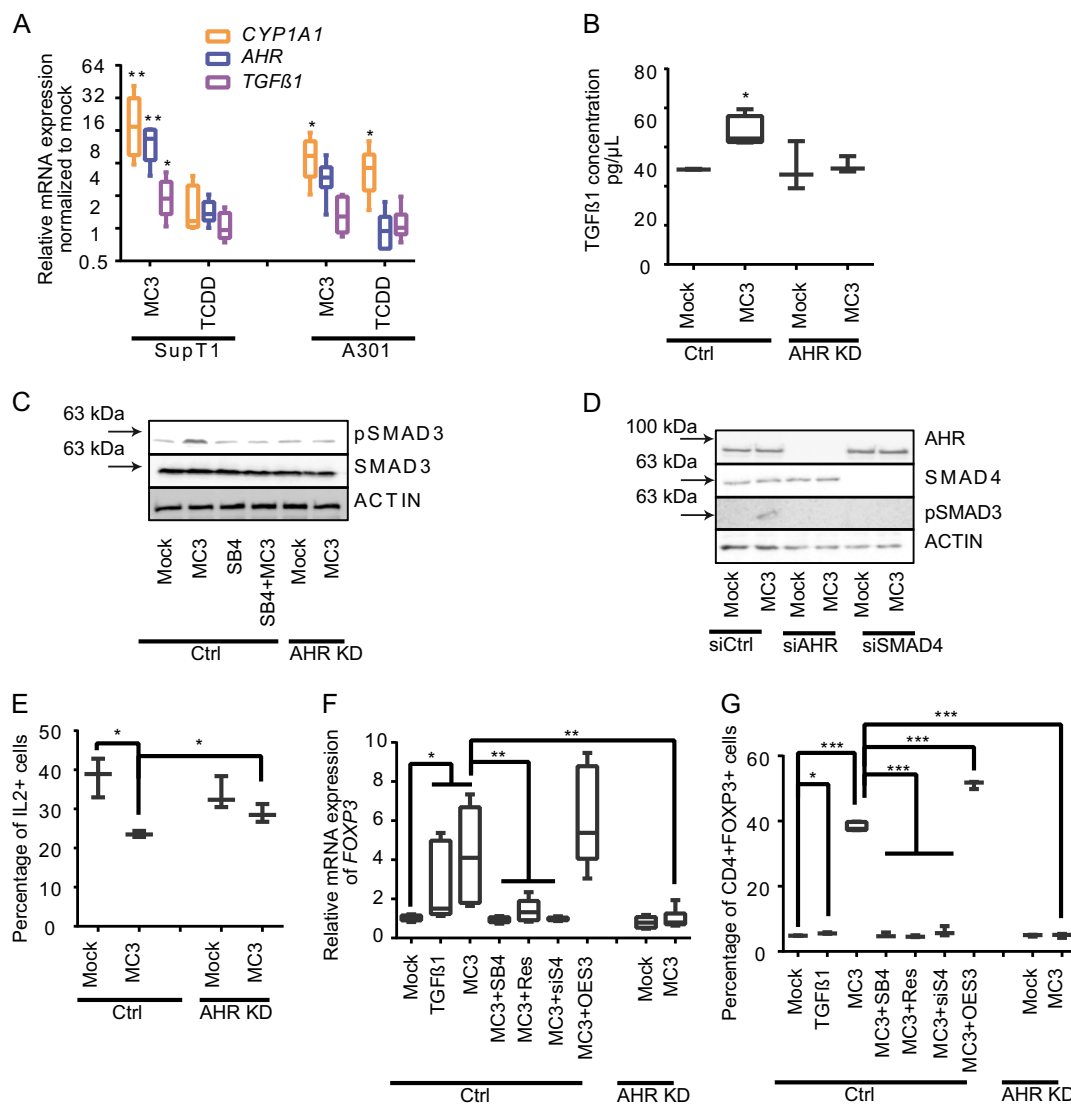 A
CYP1A1
AHR
TGFß1
Relative mRNA expression
normalized to mock
64
32
16
8
4
2
1
0.5
** ** * * *
MC3 TCDD MC3 TCDD
SupT1 A301
B
TGFß1 concentration
pg/µL
80
60
40
20
0
*
Mock MC3 Mock MC3
Ctrl AHR KD
C
63 kDa
63 kDa
pSMAD3
SMAD3
ACTIN
Mock MC3 SB4 SB4+MC3 Mock MC3
Ctrl AHR KD
D
100 kDa
63 kDa
63 kDa
AHR
SMAD4
pSMAD3
ACTIN
Mock MC3 Mock MC3 Mock MC3
siCtrl siAHR siSMAD4
E
Percentage of IL2+ cells
50
40
30
20
10
0
* *
Mock MC3 Mock MC3
Ctrl AHR KD
F
Relative mRNA expression
of FOXP3
10
8
6
4
2
0
* ** **
Mock TGFß1 MC3 MC3+SB4 MC3+Res MC3+siS4 MC3+OES3 Mock MC3
Ctrl AHR KD
G
Percentage of CD4+FOXP3+ cells
60
40
20
0
*** * *** *** ***
Mock TGFß1 MC3 MC3+SB4 MC3+Res MC3+siS4 MC3+OES3 Mock MC3
Ctrl AHR KD